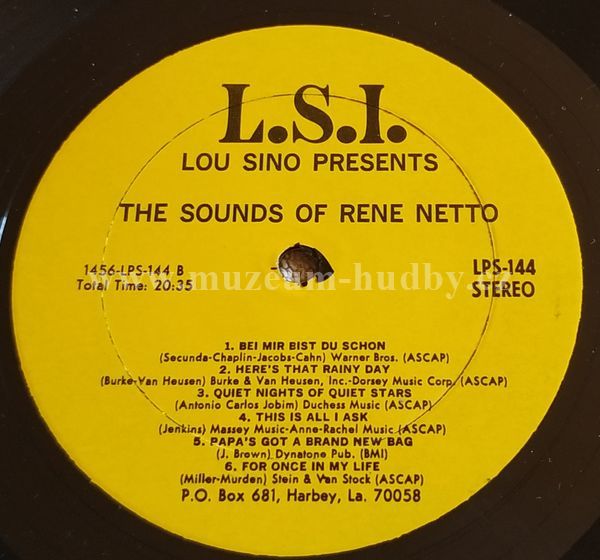 L.S.I.
LOU SINO PRESENTS
THE SOUNDS OF RENE NETTO
1456-LPS-144 B
Total Time: 20:35
LPS-144
STEREO
www.muzeum-hudby.cz
1. BEI MIR BIST DU SCHON
(Secunda-Chaplin-Jacobs-Cahn) Warner Bros. (ASCAP)
2. HERE'S THAT RAINY DAY
(Burke-Van Heusen) Burke & Van Heusen, Inc.-Dorsey Music Corp. (ASCAP)
3. QUIET NIGHTS OF QUIET STARS
(Antonio Carlos Jobim) Duchess Music (ASCAP)
4. THIS IS ALL I ASK
(Jenkins) Massey Music-Anne-Rachel Music (ASCAP)
5. PAPA'S GOT A BRAND NEW BAG
(J. Brown) Dynatone Pub. (BMI)
6. FOR ONCE IN MY LIFE
(Miller-Murden) Stein & Van Stock (ASCAP)
P.O. Box 681, Harbey, La. 70058